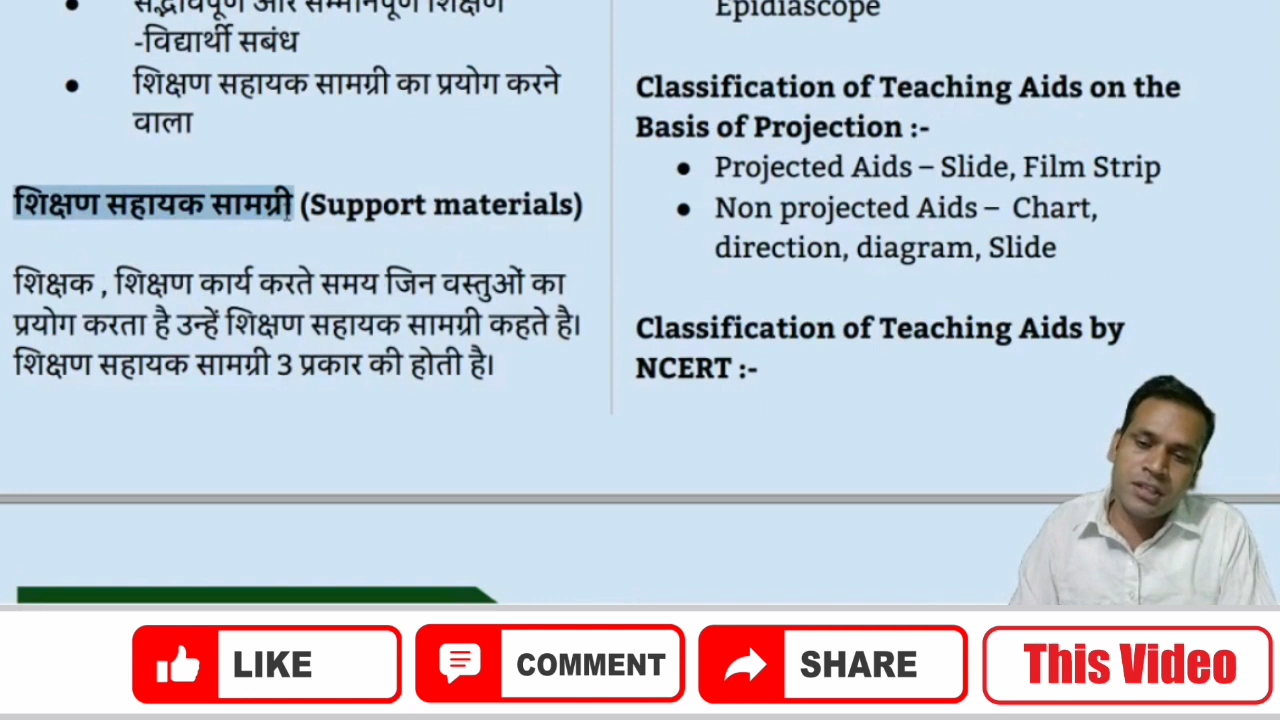 सद्भावपूर्ण और सम्मानपूर्ण शिक्षण
-विद्यार्थी सबंध
शिक्षण सहायक सामग्री का प्रयोग करने
वाला
शिक्षण सहायक सामग्री (Support materials)
शिक्षक , शिक्षण कार्य करते समय जिन वस्तुओं का
प्रयोग करता है उन्हें शिक्षण सहायक सामग्री कहते है।
शिक्षण सहायक सामग्री 3 प्रकार की होती है।
Epidiascope
Classification of Teaching Aids on the
Basis of Projection :-
Projected Aids – Slide, Film Strip
Non projected Aids – Chart,
direction, diagram, Slide
Classification of Teaching Aids by
NCERT :-
LIKE
COMMENT
SHARE
This Video